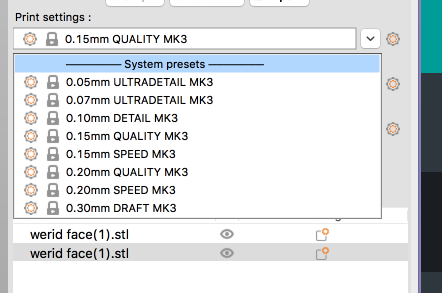 Print settings :
0.15mm QUALITY MK3
System presets
0.05mm ULTRADETAIL MK3
0.07mm ULTRADETAIL MK3
0.10mm DETAIL MK3
0.15mm QUALITY MK3
0.15mm SPEED MK3
0.20mm QUALITY MK3
0.20mm SPEED MK3
0.30mm DRAFT MK3
werid face(1).stl
werid face(1).stl